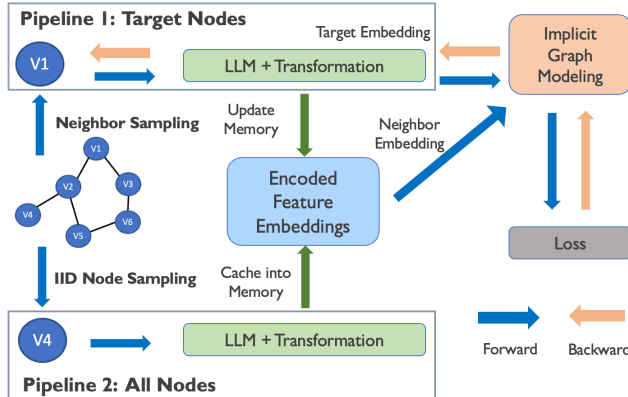 Pipeline 1: Target Nodes
V1
LLM + Transformation
Target Embedding
Implicit
Graph
Modeling
Update
Memory
Neighbor Sampling
Neighbor
Embedding
V1
V2
V3
V4
V5
V6
Encoded
Feature
Embeddings
Loss
IID Node Sampling
Cache into
Memory
V4
LLM + Transformation
Forward
Backward
Pipeline 2: All Nodes